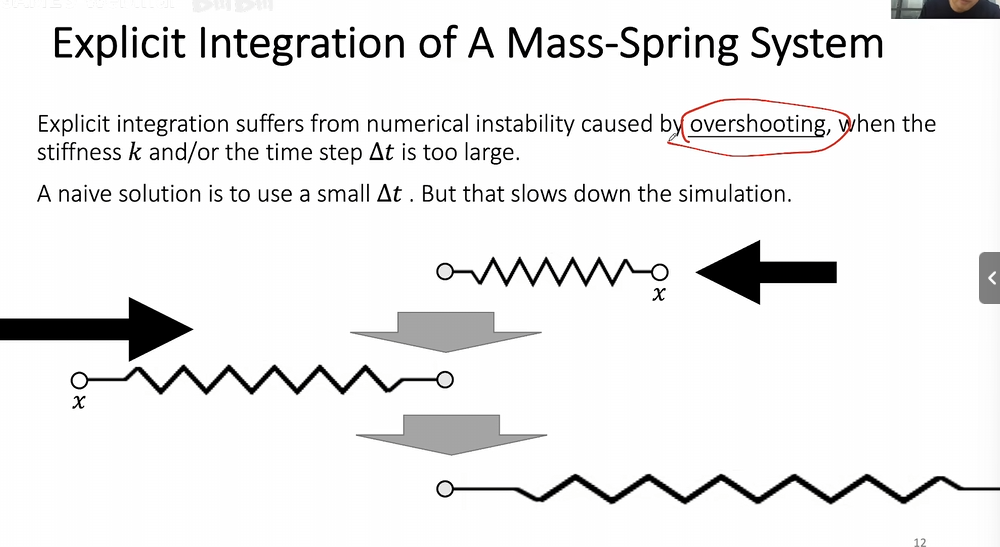 Explicit Integration of A Mass-Spring System
Explicit integration suffers from numerical instability caused by overshooting, when the
stiffness k and/or the time step Δt is too large.
A naive solution is to use a small Δt . But that slows down the simulation.
x
x
12